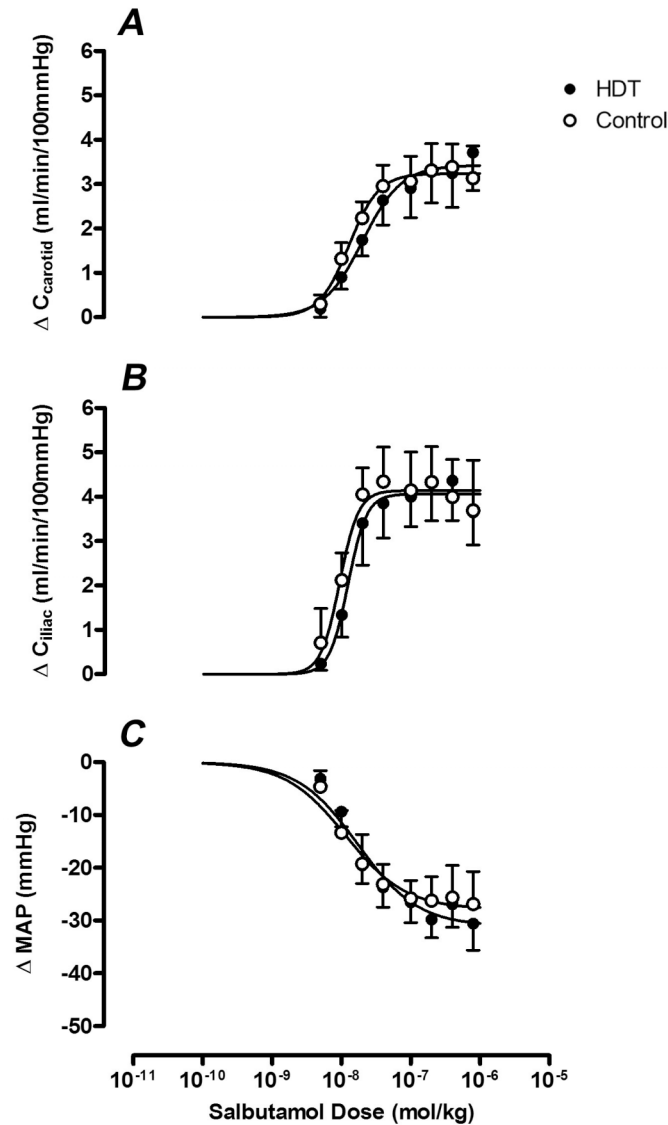 A
6
5
4
3
2
1
0
Δ C_carotid (ml/min/100mmHg)
HDT
Control
B
6
5
4
3
2
1
0
Δ C_iliac (ml/min/100mmHg)
C
0
-10
-20
-30
-40
-50
Δ MAP (mmHg)
10^-11 10^-10 10^-9 10^-8 10^-7 10^-6 10^-5
Salbutamol Dose (mol/kg)